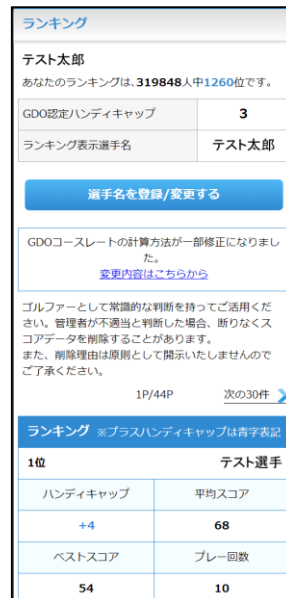 ランキング
テスト太郎
あなたのランキングは、319848人中1260位です。
GDO認定ハンディキャップ 3
ランキング表示選手名 テスト太郎
選手名を登録/変更する
GDOコースレートの計算方法が一部修正になりまし
た。
変更内容はこちらから
ゴルファーとして常識的な判断を持ってご活用くだ
さい。管理者が不適当と判断した場合、断りなくス
コアデータを削除することがあります。
また、削除理由は原則として開示いたしませんので
ご了承ください。
1P/44P 次の30件
ランキング ※プラスハンディキャップは青字表記
1位 テスト選手
ハンディキャップ 平均スコア
+4 68
ベストスコア プレー回数
54 10